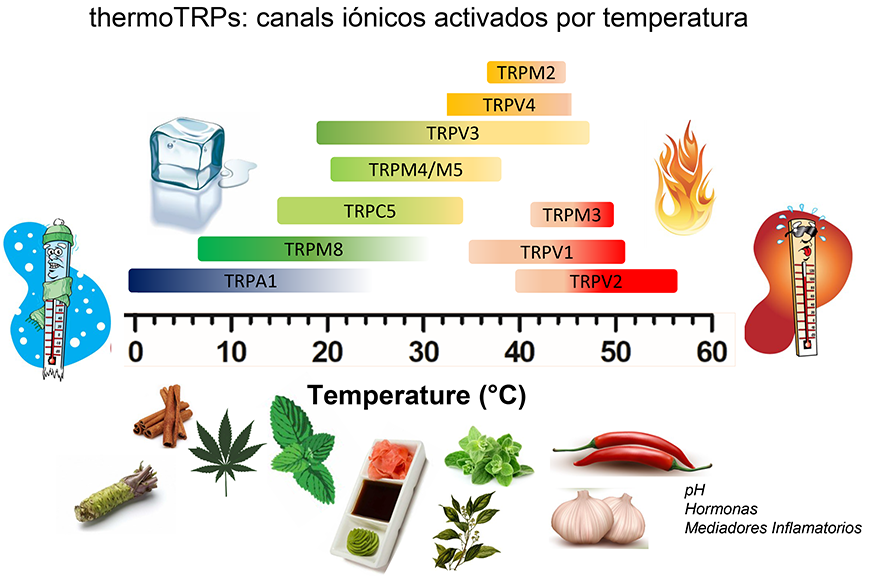 thermoTRPs: canals iónicos activados por temperatura
TRPM2
TRPV4
TRPV3
TRPM4/M5
TRPC5
TRPM3
TRPM8
TRPV1
TRPA1
TRPV2
0 10 20 30 40 50 60
Temperature (°C)
pH
Hormonas
Mediadores Inflamatorios